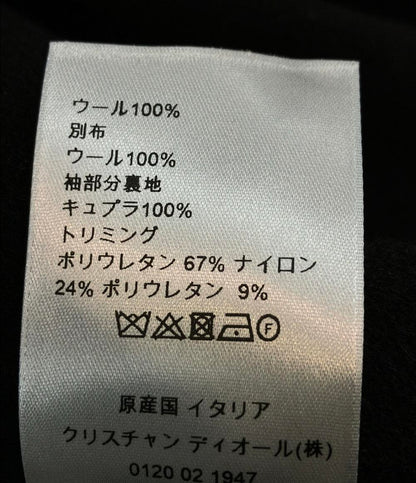 ウール100%
別布
ウール100%
袖部分裏地
キュプラ100%
トリミング
ポリウレタン 67% ナイロン
24% ポリウレタン 9%
F
原産国 イタリア
クリスチャン ディオール(株)
0120 02 1947